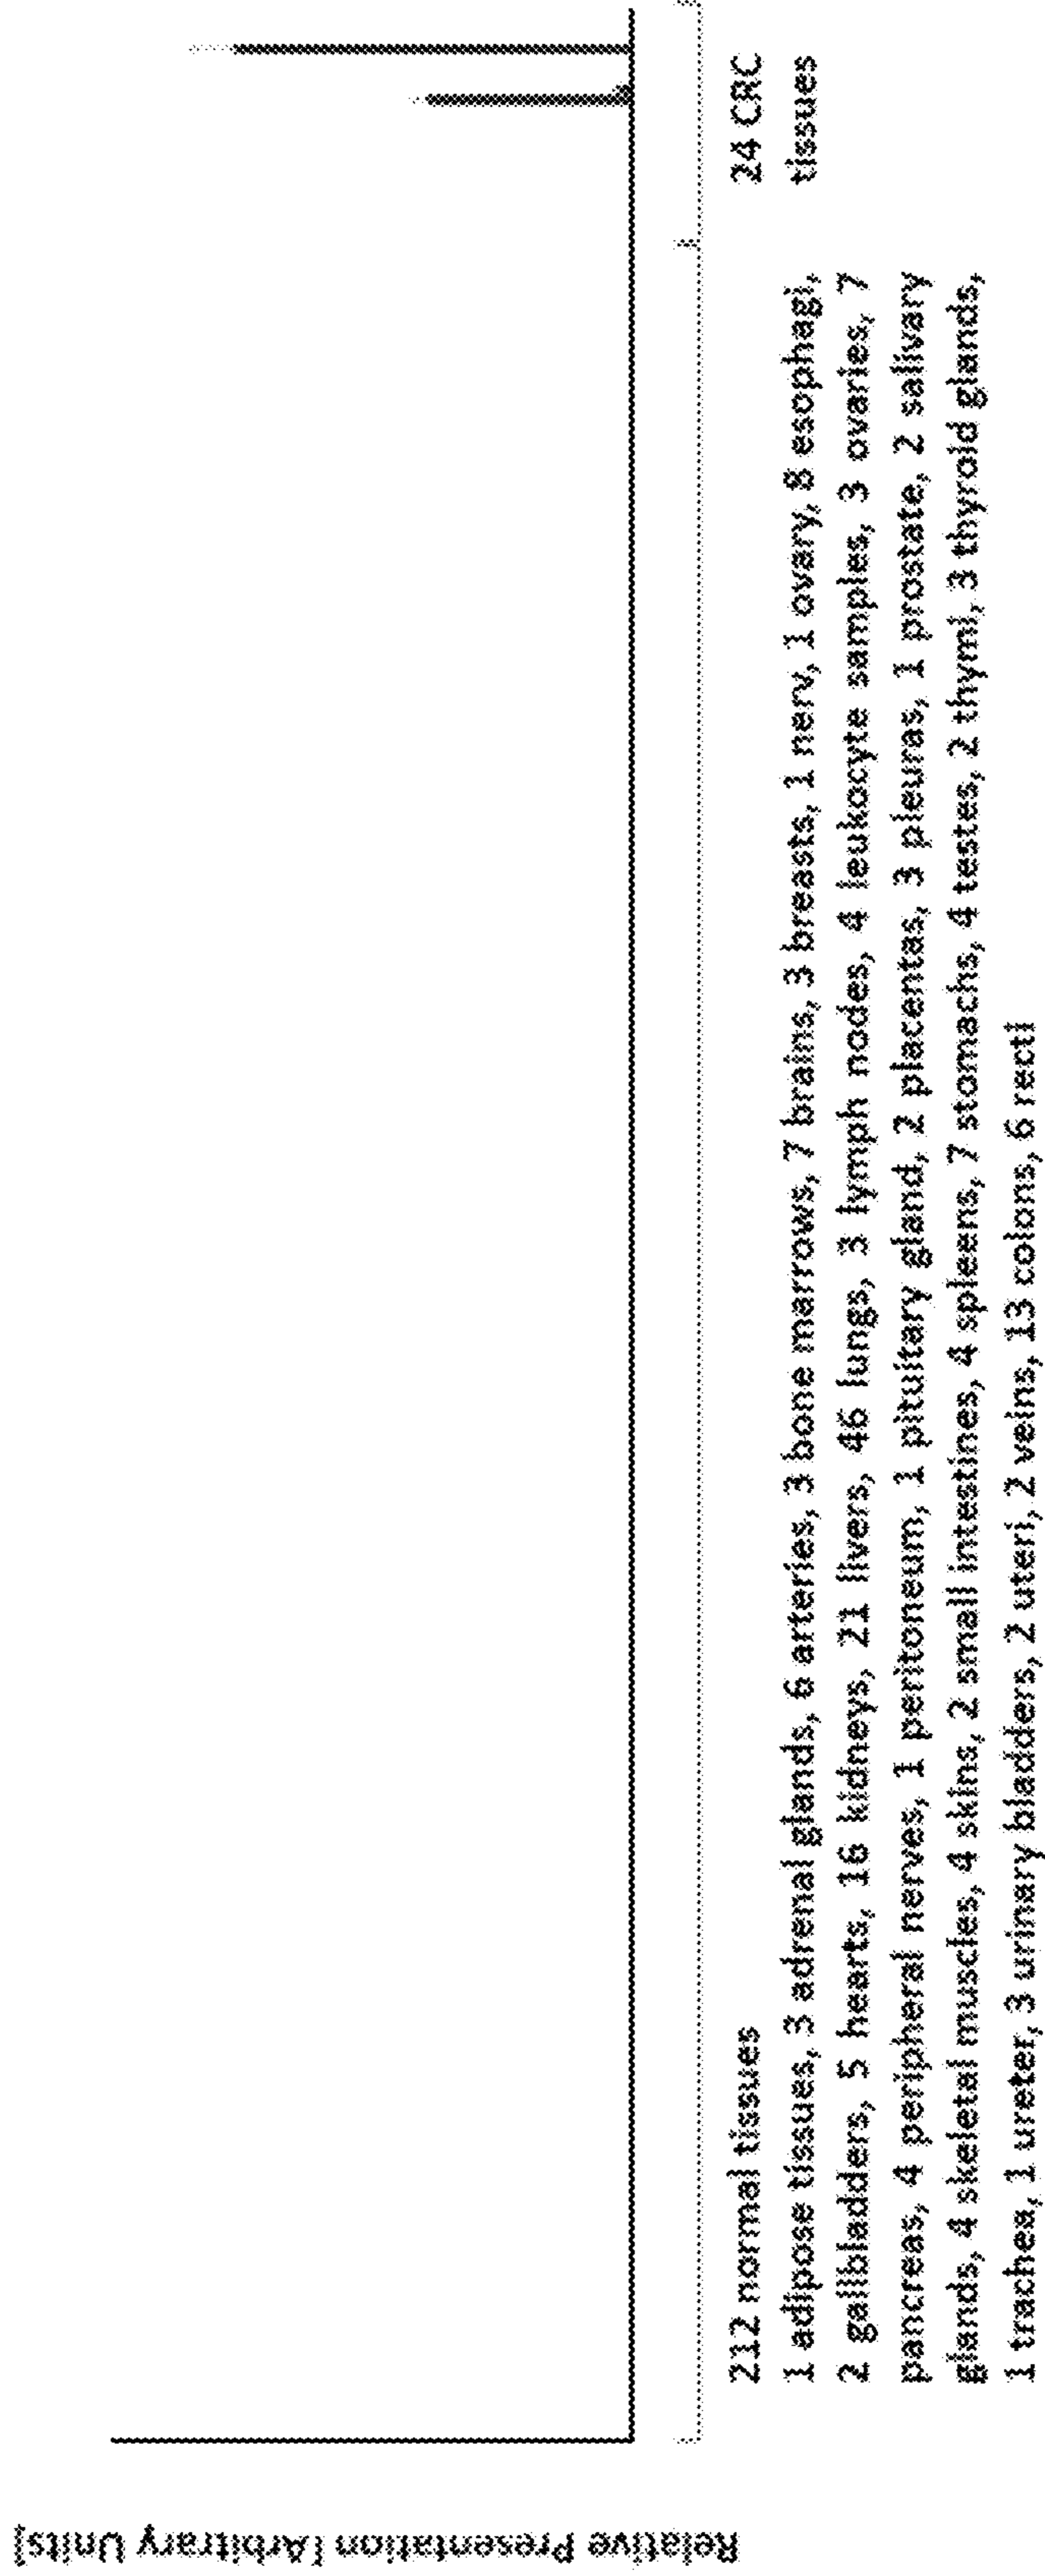 Relative Presentation [Arbitrary Units]
212 normal tissues
1 adipose tissues, 3 adrenal glands, 6 arteries, 3 bone marrows, 7 brains, 3 breasts, 1 nerv, 1 ovary, 8 esophagi,
2 gallbladders, 5 hearts, 16 kidneys, 21 livers, 46 lungs, 3 lymph nodes, 4 leukocyte samples, 3 ovaries, 7
pancreas, 4 peripheral nerves, 1 peritoneum, 1 pituitary gland, 2 placentas, 3 pleuras, 1 prostate, 2 salivary
glands, 4 skeletal muscles, 4 skins, 2 small intestines, 4 spleens, 7 stomachs, 4 testes, 2 thymi, 3 thyroid glands,
1 trachea, 1 ureter, 3 urinary bladders, 2 uteri, 2 veins, 13 colons, 6 recti
24 CRC
tissues